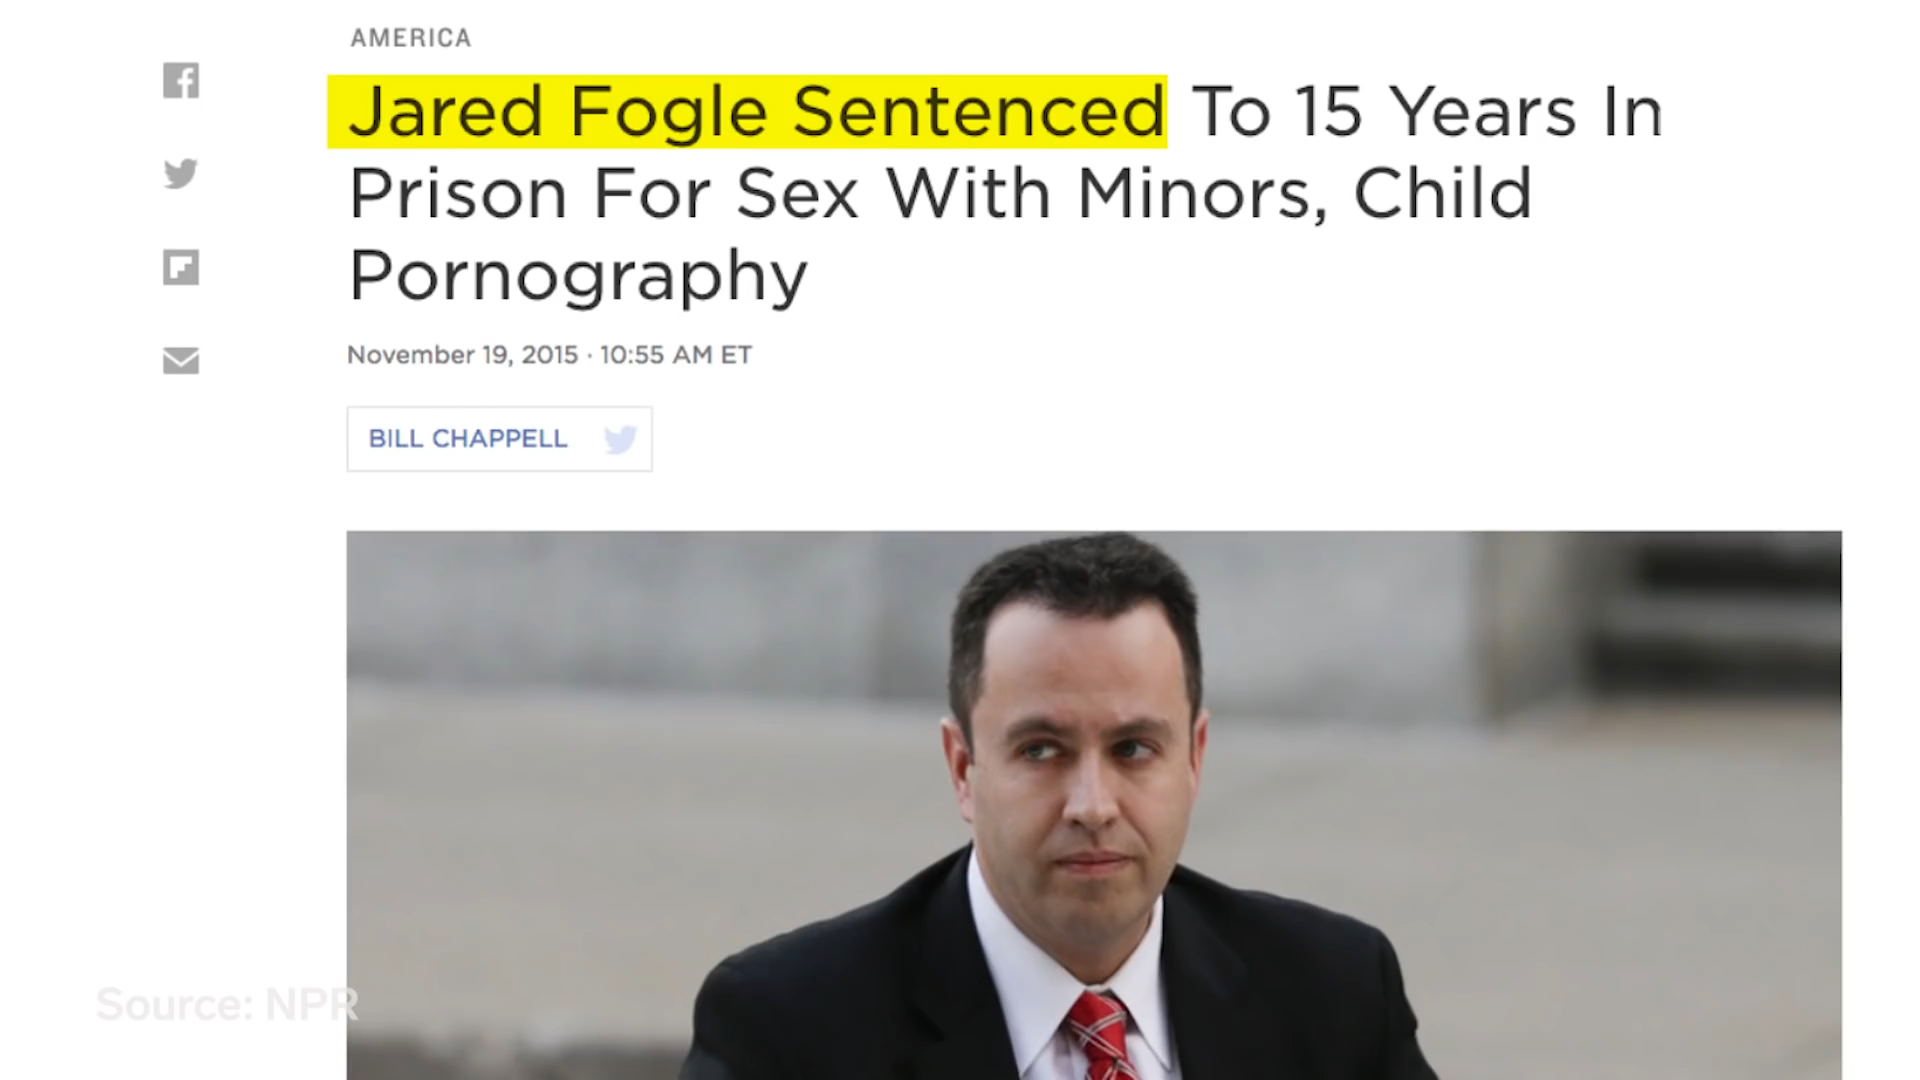 AMERICA
Jared Fogle Sentenced To 15 Years In
Prison For Sex With Minors, Child
Pornography
November 19, 2015 · 10:55 AM ET
BILL CHAPPELL
Source: NPR